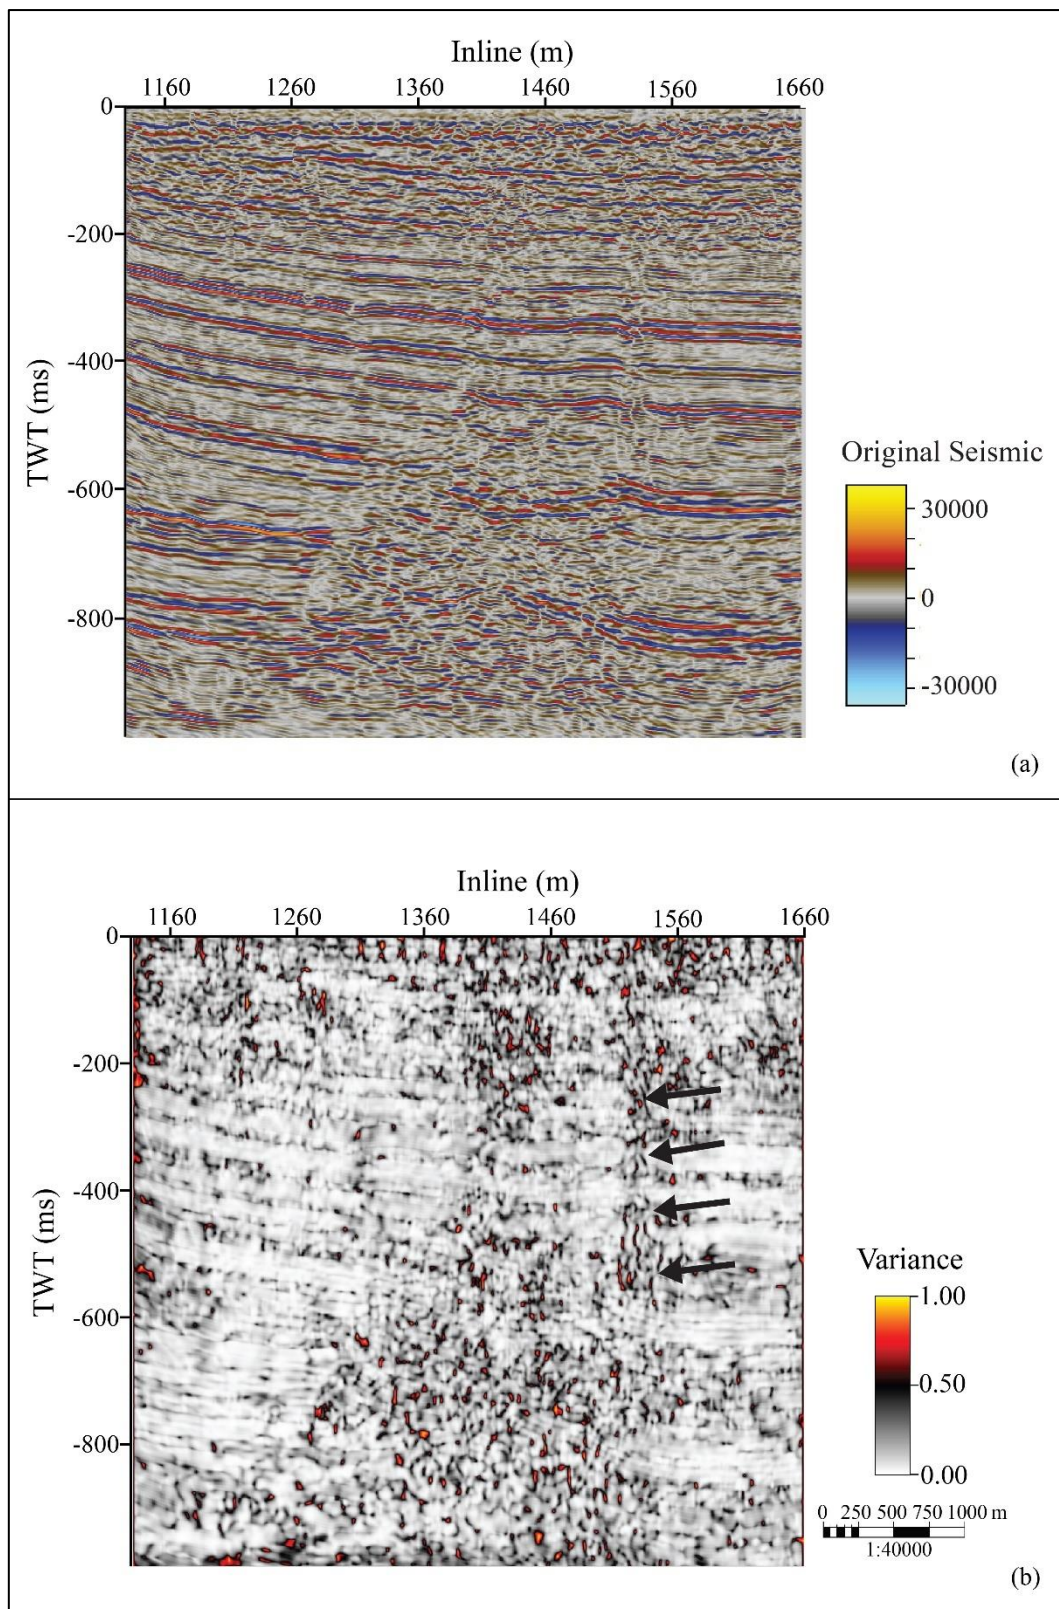 Inline (m)
1160 1260 1360 1460 1560 1660
0
-200
-400
-600
-800
TWT (ms)
Original Seismic
30000
0
-30000
(a)
Inline (m)
1160 1260 1360 1460 1560 1660
0
-200
-400
-600
-800
TWT (ms)
Variance
1.00
0.50
0.00
0 250 500 750 1000 m
1:40000
(b)